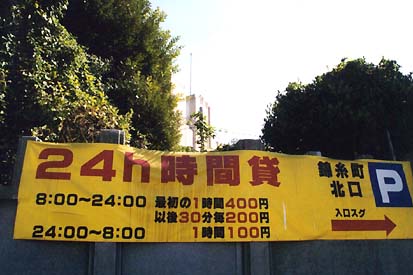 24h時間貸
8:00〜24:00 最初の1時間400円
以後30分毎200円
24:00〜8:00 1時間100円
錦糸町
北口
P
入口スグ